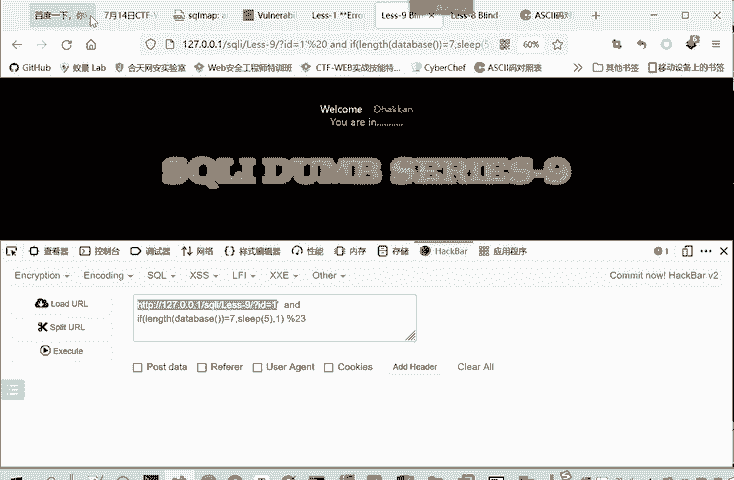 百度一下，你
7月14日CTF-V
sqlmap: a
Vulnerabi
Less-1 **Erro
Less-9 Bli
Less-8 Blind
ASCII码对
127.0.0.1/sqli/Less-9/?id=1'%20 and if(length(database())=7,sleep(5
60%
GitHub
蚁景 Lab
合天网安实验室
Web安全工程师特训班
CTF-WEB实战技能特...
CyberChef
ASCII码对照表
其他书签
移动设备上的书签
Welcome Dhakkan
You are in...........
SQLI DUMB SERIES-9
查看器
控制台
调试器
网络
样式编辑器
性能
内存
存储
HackBar
应用程序
1
Encryption
Encoding
SQL
XSS
LFI
XXE
Other
Commit now! HackBar v2
Load URL
Split URL
Execute
http://127.0.0.1/sqli/Less-9/?id=1' and
if(length(database())=7,sleep(5),1) %23
Post data
Referer
User Agent
Cookies
Add Header
Clear All